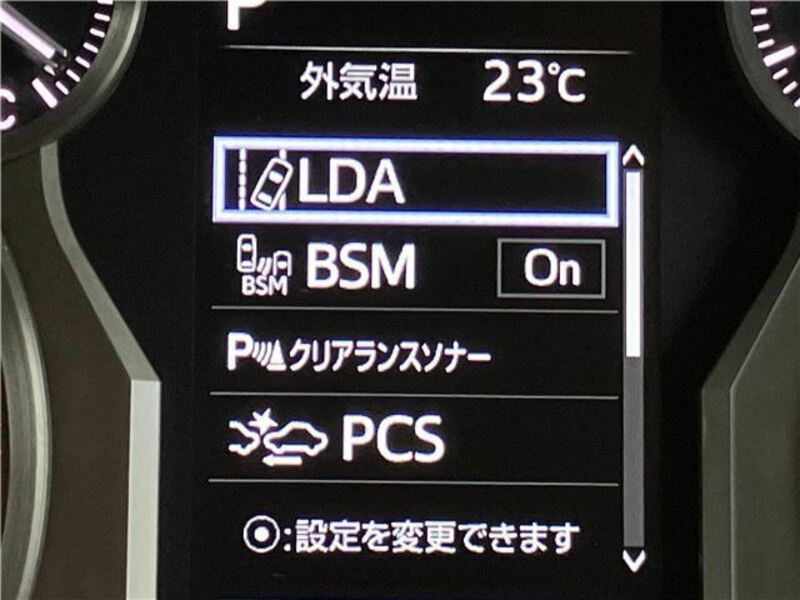 P
外気温 23℃
LDA
BSM BSM On
Pクリアランスソナー
PCS
⦿:設定を変更できます
C